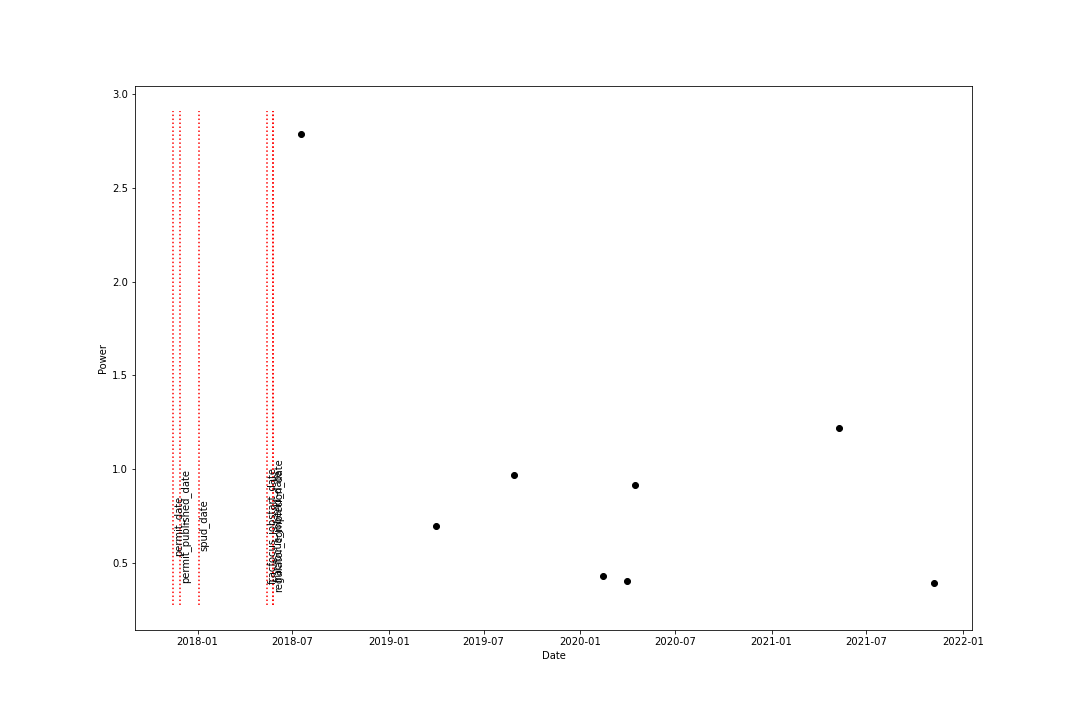 3.0
2.5
2.0
1.5
1.0
0.5
Power
permit_date
permit_published_date
spud_date
fracfocus_jobstart_date
2018-01
2018-07
2019-01
2019-07
2020-01
2020-07
2021-01
2021-07
2022-01
Date